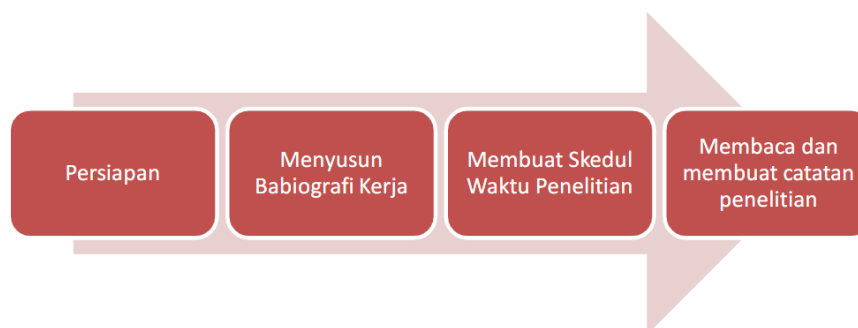 Persiapan
Menyusun
Babiografi Kerja
Membuat Skedul
Waktu Penelitian
Membaca dan
membuat catatan
penelitian